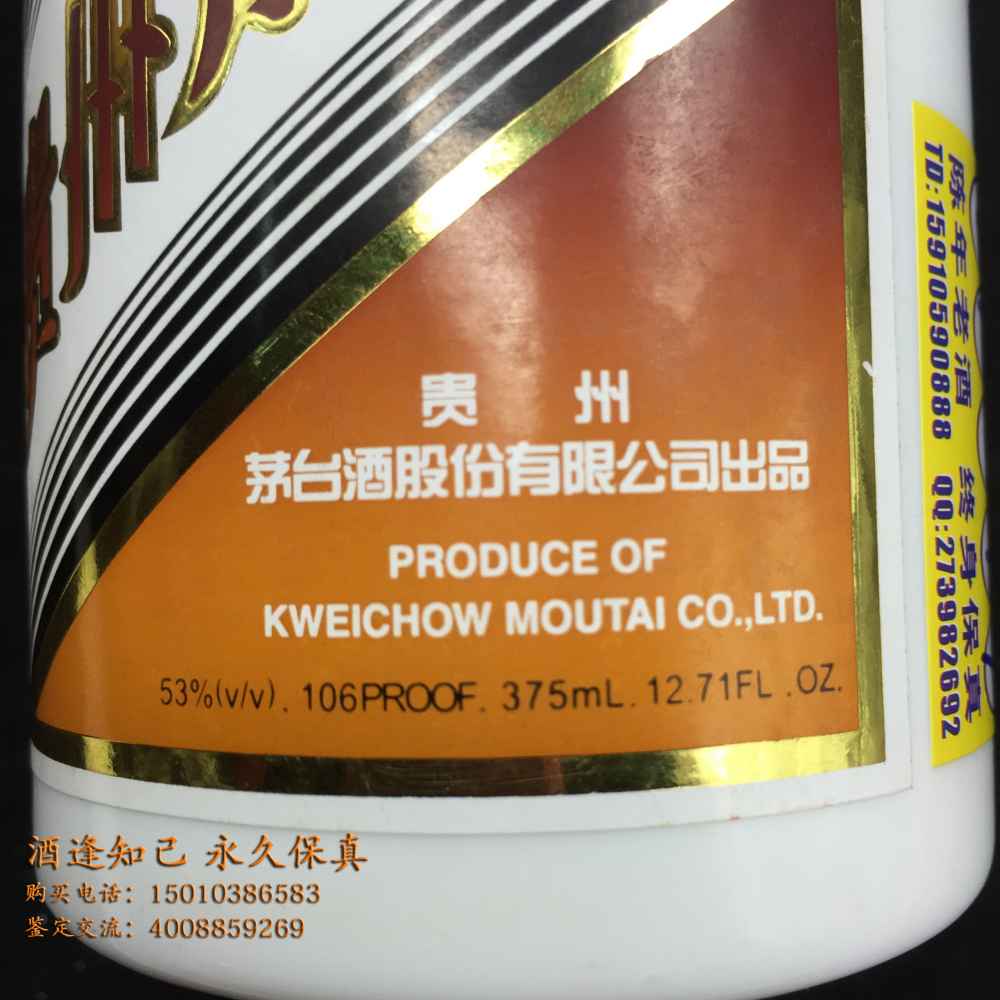 贵州
茅台酒股份有限公司出品
PRODUCE OF
KWEICHOW MOUTAI CO.,LTD.
53%(v/v). 106PROOF. 375mL. 12.71FL .OZ.
陈年老酒 终身保真
TD:15910590888 QQ:273982692
酒逢知己 永久保真
购买电话：15010386583
鉴定交流：4008859269